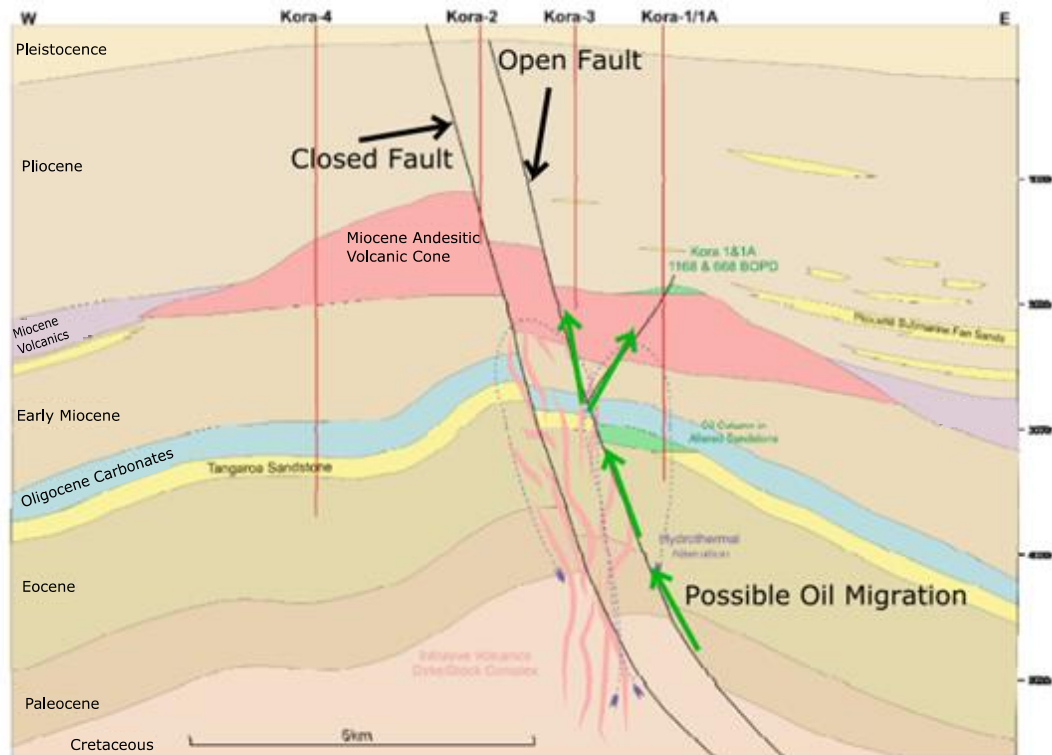 W
Kora-4
Kora-2
Kora-3
Kora-1/1A
E
Pleistocence
Open Fault
Closed Fault
Pliocene
Miocene Andesitic
Volcanic Cone
Kora 1&1A
1168 & 668 BOPD
Miocene
Volcanics
Submarine Fan Sands
Early Miocene
Oil Column in
Altered Sandstone
Oligocene Carbonates
Tangaroa Sandstone
Hydrothermal
Alteration
Eocene
Possible Oil Migration
Intrusive Volcanics
Dyke/Stock Complex
Paleocene
5km
Cretaceous